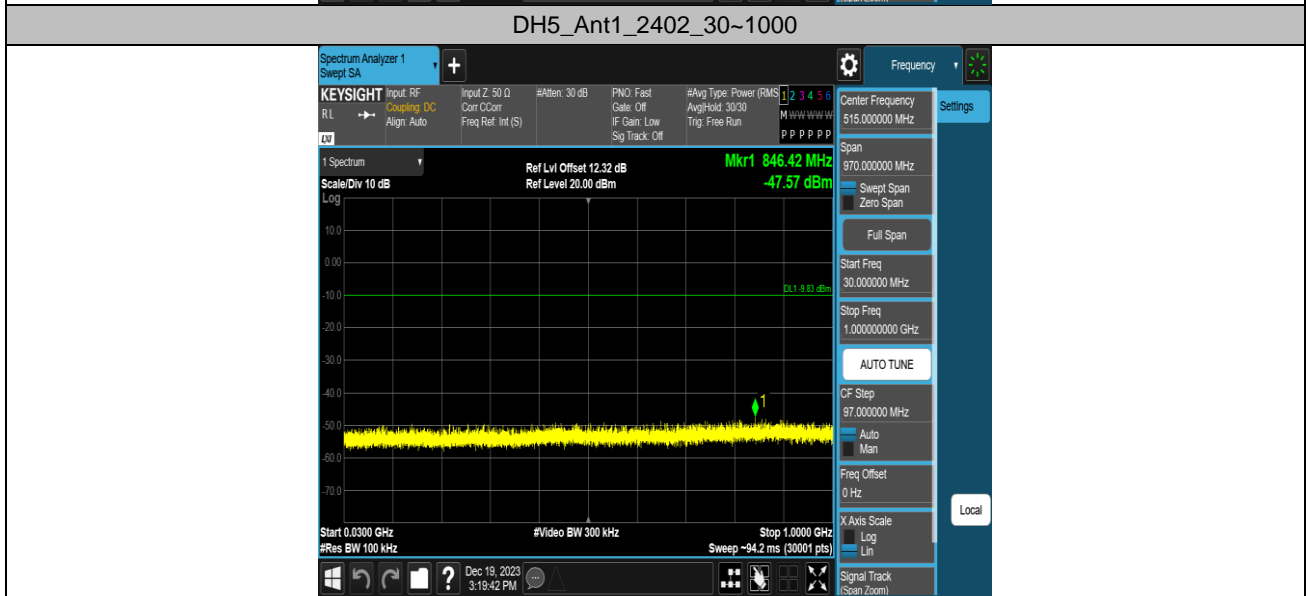 (Span Zoom)
DH5_Ant1_2402_30~1000
Spectrum Analyzer 1
Swept SA
+
Frequency
KEYSIGHT
RL
LXI
Input: RF
Coupling: DC
Align: Auto
Input Z: 50 Ω
Corr CCorr
Freq Ref: Int (S)
#Atten: 30 dB
PNO: Fast
Gate: Off
IF Gain: Low
Sig Track: Off
#Avg Type: Power (RMS
Avg|Hold: 30/30
Trig: Free Run
1 2 3 4 5 6
M W W W W W
P P P P P P
Center Frequency
515.000000 MHz
Settings
1 Spectrum
Scale/Div 10 dB
Log
Ref Lvl Offset 12.32 dB
Ref Level 20.00 dBm
Mkr1 846.42 MHz
-47.57 dBm
10.0
0.00
-10.0
-20.0
-30.0
-40.0
-50.0
-60.0
-70.0
DL1 -9.83 dBm
1
Start 0.0300 GHz
#Res BW 100 kHz
#Video BW 300 kHz
Stop 1.0000 GHz
Sweep ~94.2 ms (30001 pts)
Span
970.000000 MHz
Swept Span
Zero Span
Full Span
Start Freq
30.000000 MHz
Stop Freq
1.000000000 GHz
AUTO TUNE
CF Step
97.000000 MHz
Auto
Man
Freq Offset
0 Hz
X Axis Scale
Log
Lin
Local
Signal Track
(Span Zoom)
?
Dec 19, 2023
3:19:42 PM